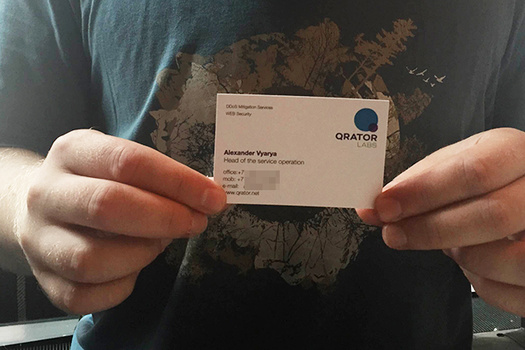 DDoS Mitigation Services
WEB Security
QRATOR
LABS
Alexander Vyarya
Head of the service operation
office: +7
mob: +7
e-mail:
www.qrator.net